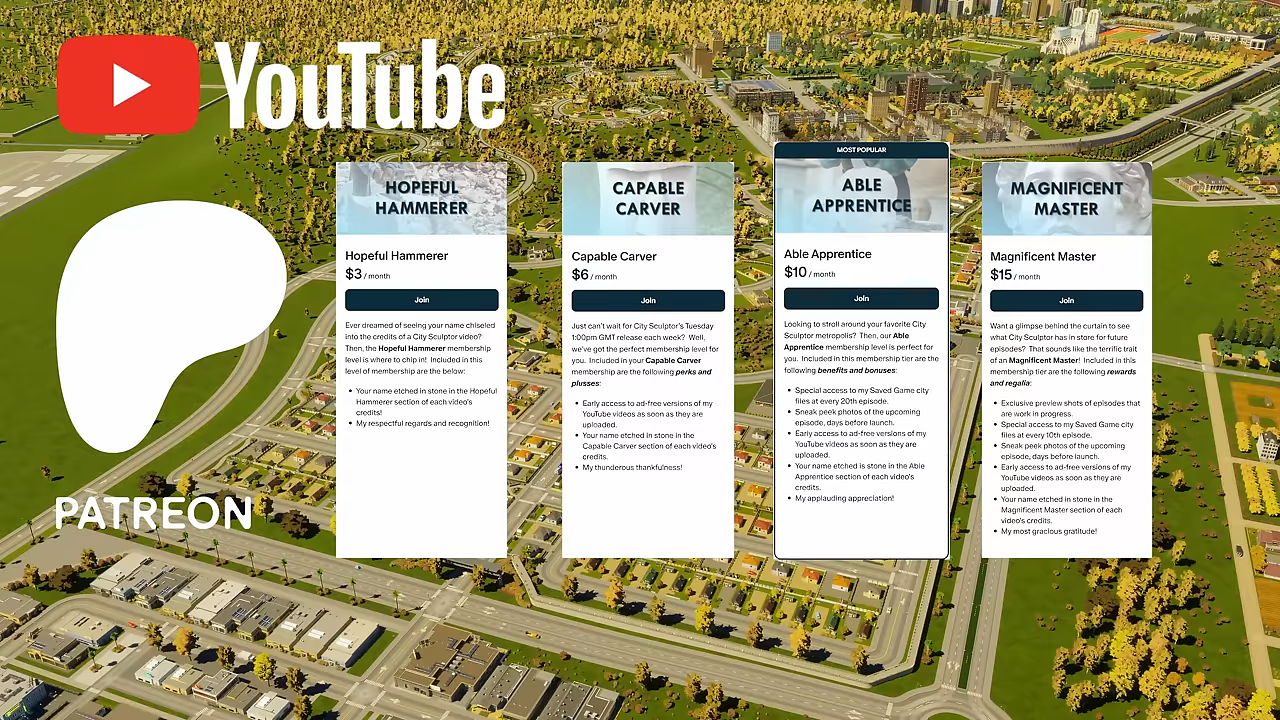 YouTube
PATREON
HOPEFUL
HAMMERER
Hopeful Hammerer
$3 / month
Join
Ever dreamed of seeing your name chiseled
into the credits of a City Sculptor video?
Then, the Hopeful Hammerer membership
level is where to chip in!  Included in this
level of membership are the below:
• Your name etched in stone in the Hopeful
Hammerer section of each video's
credits!
• My respectful regards and recognition!
CAPABLE
CARVER
Capable Carver
$6 / month
Join
Just can't wait for City Sculptor's Tuesday
1:00pm GMT release each week?  Well,
we've got the perfect membership level for
you.  Included in your Capable Carver
membership are the following perks and
plusses:
• Early access to ad-free versions of my
YouTube videos as soon as they are
uploaded.
• Your name etched in stone in the
Capable Carver section of each video's
credits.
• My thunderous thankfulness!
MOST POPULAR
ABLE
APPRENTICE
Able Apprentice
$10 / month
Join
Looking to stroll around your favorite City
Sculptor metropolis?  Then, our Able
Apprentice membership level is perfect for
you.  Included in this membership tier are the
following benefits and bonuses:
• Special access to my Saved Game city
files at every 20th episode.
• Sneak peek photos of the upcoming
episode, days before launch.
• Early access to ad-free versions of my
YouTube videos as soon as they are
uploaded.
• Your name etched is stone in the Able
Apprentice section of each video's
credits.
• My applauding appreciation!
MAGNIFICENT
MASTER
Magnificent Master
$15 / month
Join
Want a glimpse behind the curtain to see
what City Sculptor has in store for future
episodes?  That sounds like the terrific trait
of an Magnificent Master!  Included in this
membership tier are the following rewards
and regalia:
• Exclusive preview shots of episodes that
are work in progress.
• Special access to my Saved Game city
files at every 10th episode.
• Sneak peek photos of the upcoming
episode, days before launch.
• Early access to ad-free versions of my
YouTube videos as soon as they are
uploaded.
• Your name etched in stone in the
Magnificent Master section of each
video's credits.
• My most gracious gratitude!